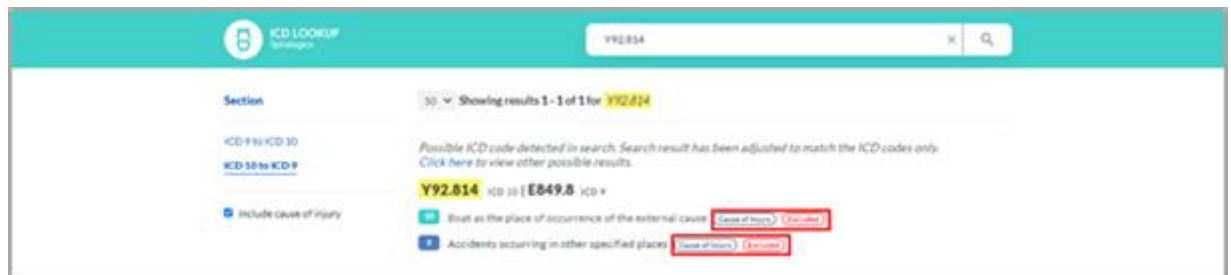 ICD LOOKUP
Y92.814
Section
50 Showing results 1 - 1 of 1 for Y92.814
ICD 9 to ICD 10
ICD 10 to ICD 9
Possible ICD code detected in search. Search result has been adjusted to match the ICD codes only.
Click here to view other possible results.
Y92.814 ICD 10 | E849.8 ICD 9
Include cause of injury
10 Boat as the place of occurrence of the external cause Cause of Injury Excluded
9 Accidents occurring in other specified places Cause of Injury Excluded